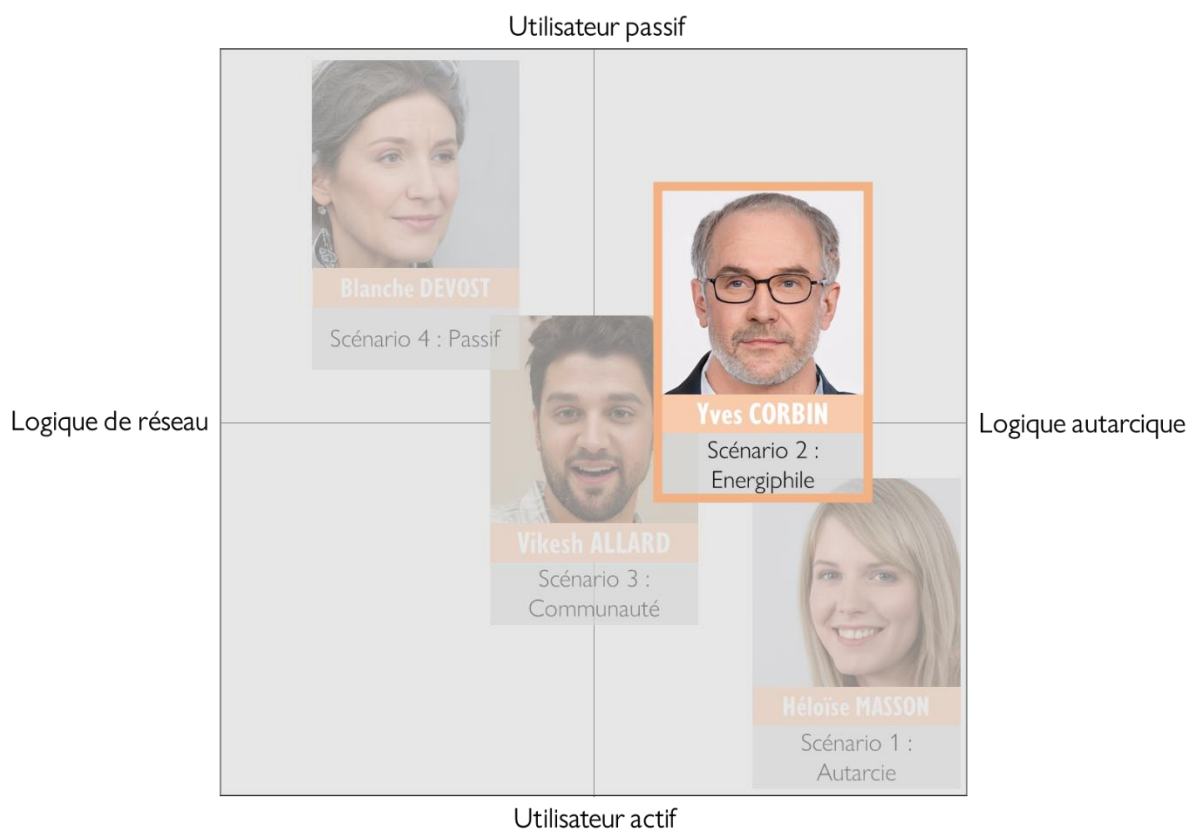 Utilisateur passif
Blanche DEVOST
Scénario 4 : Passif
Logique de réseau
Yves CORBIN
Scénario 2 :
Energiphile
Logique autarcique
Vikesh ALLARD
Scénario 3 :
Communauté
Héloïse MASSON
Scénario 1 :
Autarcie
Utilisateur actif